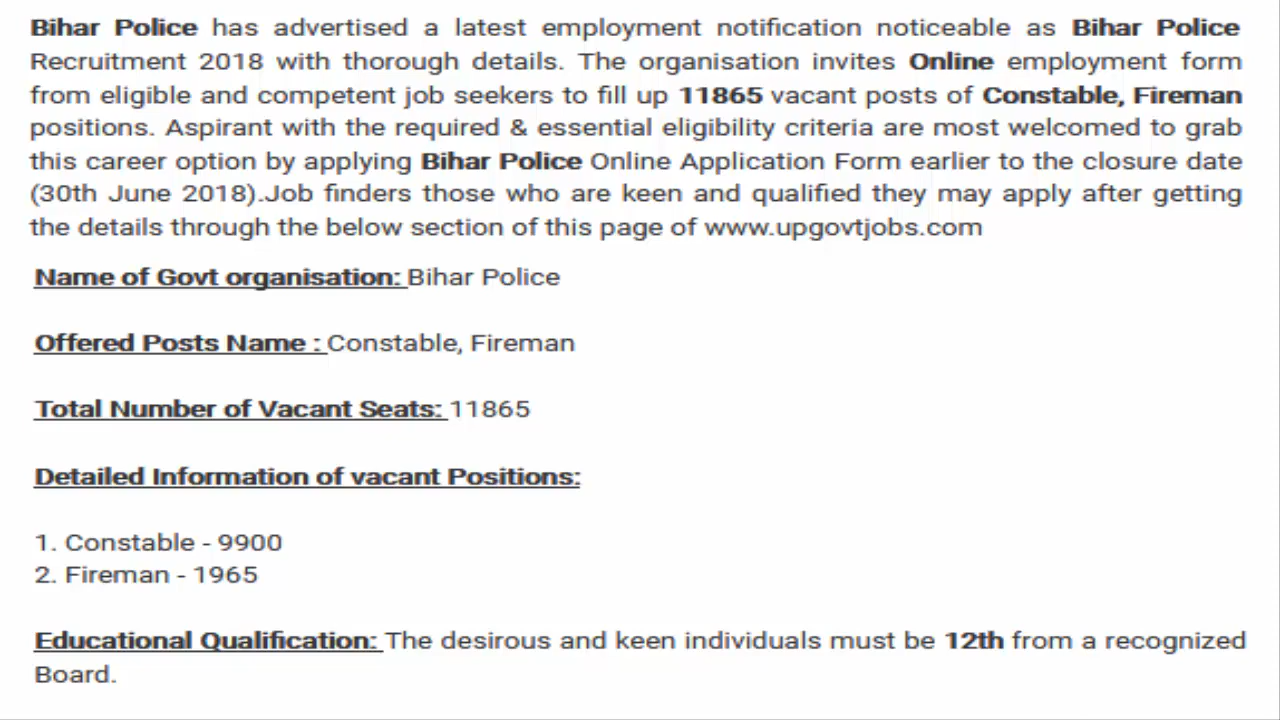 Bihar Police has advertised a latest employment notification noticeable as Bihar Police
Recruitment 2018 with thorough details. The organisation invites Online employment form
from eligible and competent job seekers to fill up 11865 vacant posts of Constable, Fireman
positions. Aspirant with the required & essential eligibility criteria are most welcomed to grab
this career option by applying Bihar Police Online Application Form earlier to the closure date
(30th June 2018).Job finders those who are keen and qualified they may apply after getting
the details through the below section of this page of www.upgovtjobs.com
Name of Govt organisation: Bihar Police
Offered Posts Name : Constable, Fireman
Total Number of Vacant Seats: 11865
Detailed Information of vacant Positions:
1. Constable - 9900
2. Fireman - 1965
Educational Qualification: The desirous and keen individuals must be 12th from a recognized
Board.